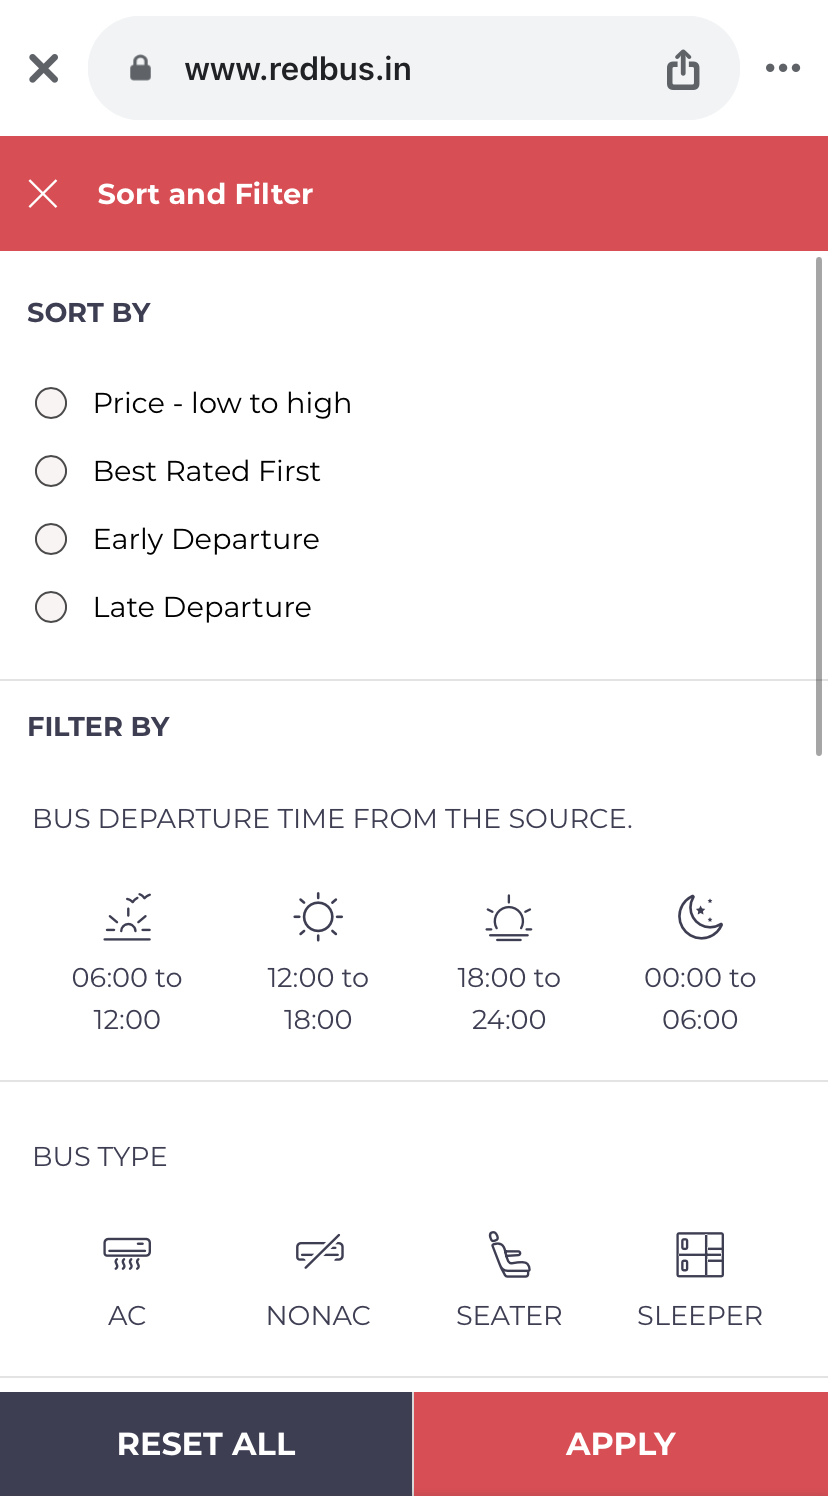 www.redbus.in
Sort and Filter
SORT BY
Price - low to high
Best Rated First
Early Departure
Late Departure
FILTER BY
BUS DEPARTURE TIME FROM THE SOURCE.
06:00 to
12:00
12:00 to
18:00
18:00 to
24:00
00:00 to
06:00
BUS TYPE
AC
NONAC
SEATER
SLEEPER
RESET ALL
APPLY